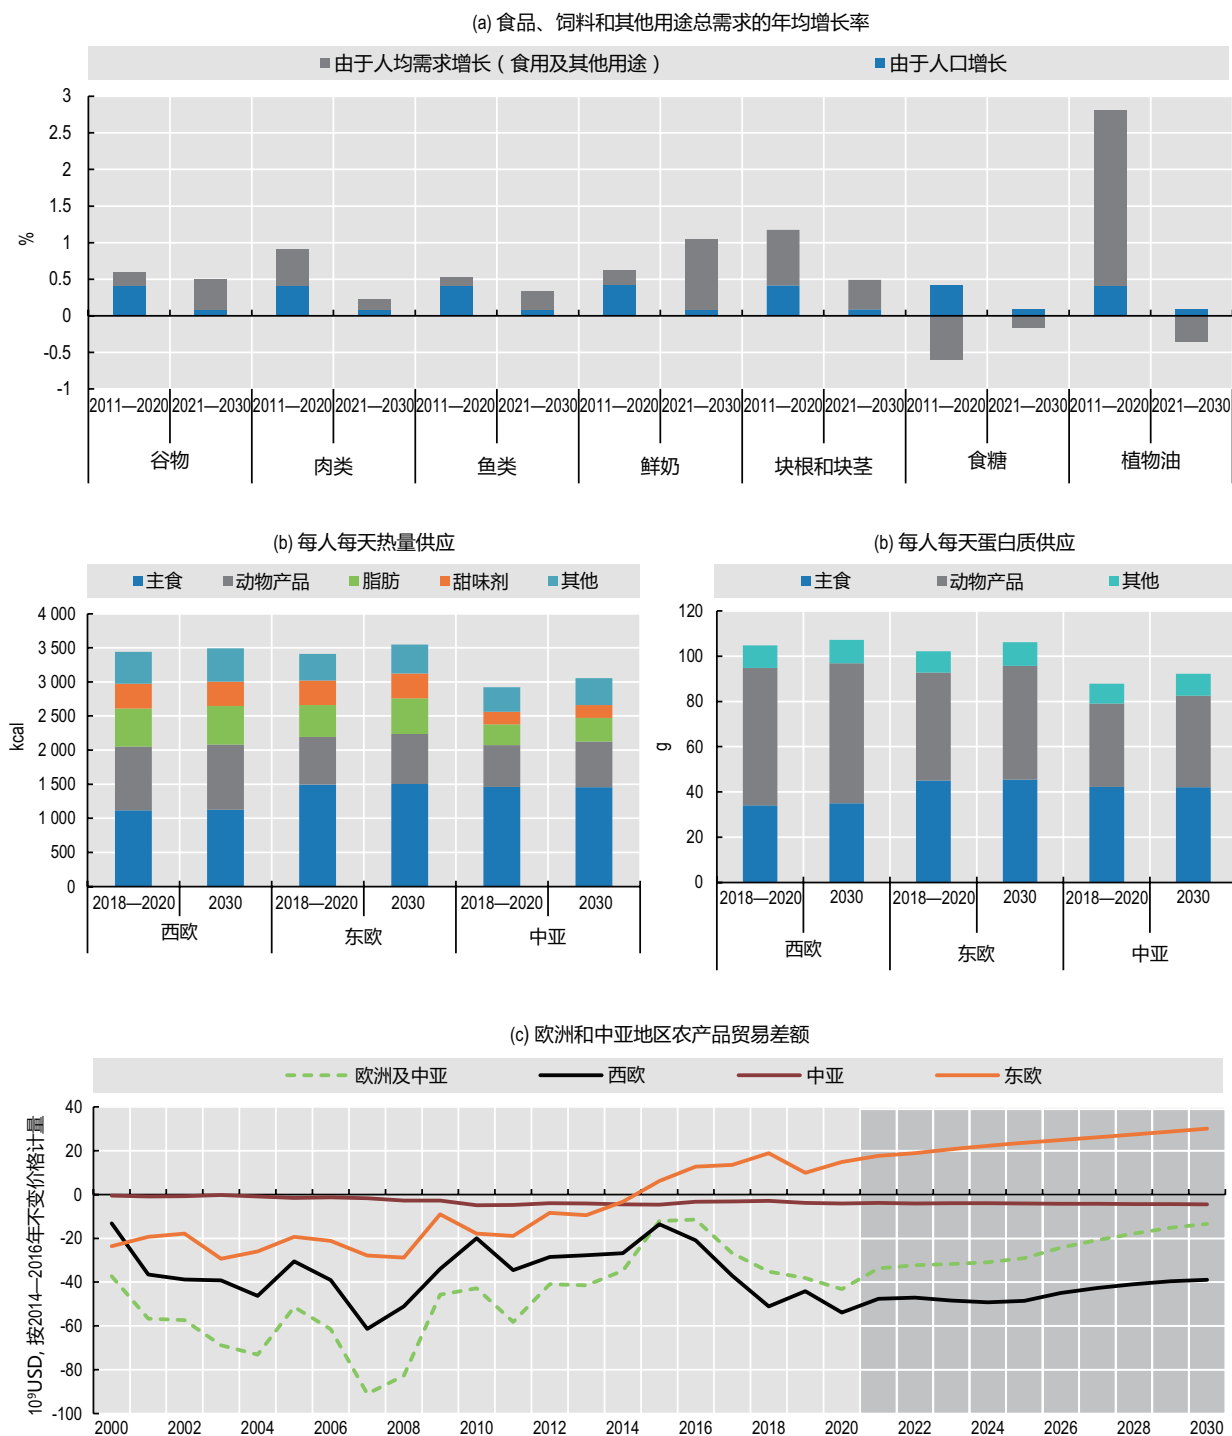 (a) 食品、饲料和其他用途总需求的年均增长率
由于人均需求增长（食用及其他用途） 由于人口增长
3
2.5
2
1.5
1
0.5
0
-0.5
-1
%
2011—2020 2021—2030 2011—2020 2021—2030 2011—2020 2021—2030 2011—2020 2021—2030 2011—2020 2021—2030 2011—2020 2021—2030 2011—2020 2021—2030
谷物 肉类 鱼类 鲜奶 块根和块茎 食糖 植物油
(b) 每人每天热量供应
主食 动物产品 脂肪 甜味剂 其他
4 000
3 500
3 000
2 500
2 000
1 500
1 000
500
0
kcal
2018—2020 2030 2018—2020 2030 2018—2020 2030
西欧 东欧 中亚
(b) 每人每天蛋白质供应
主食 动物产品 其他
120
100
80
60
40
20
0
g
2018—2020 2030 2018—2020 2030 2018—2020 2030
西欧 东欧 中亚
(c) 欧洲和中亚地区农产品贸易差额
欧洲及中亚 西欧 中亚 东欧
40
20
0
-20
-40
-60
-80
-100
10⁹USD, 按2014—2016年不变价格计量
2000 2002 2004 2006 2008 2010 2012 2014 2016 2018 2020 2022 2024 2026 2028 2030